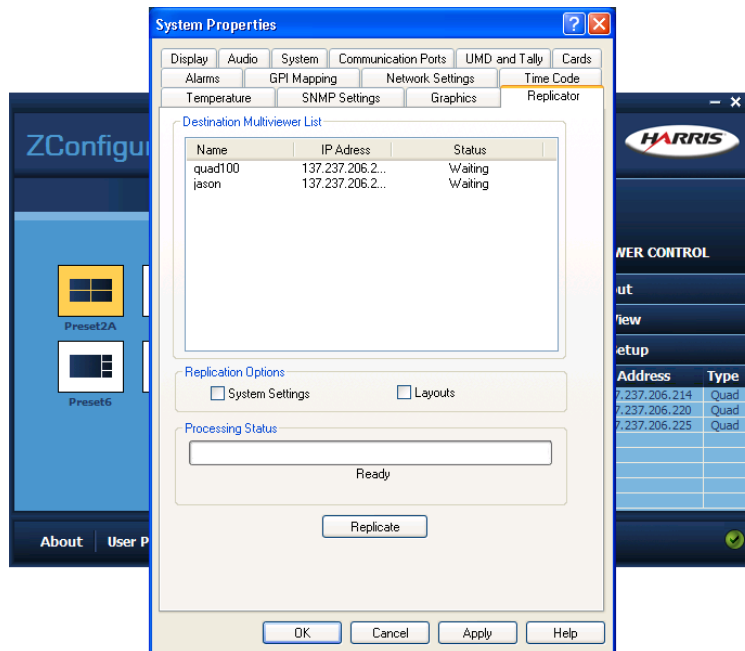 System Properties
Display Audio System Communication Ports UMD and Tally Cards
Alarms GPI Mapping Network Settings Time Code
Temperature SNMP Settings Graphics Replicator
Destination Multiviewer List
Name IP Adress Status
quad100 137.237.206.2... Waiting
jason 137.237.206.2... Waiting
Replication Options
System Settings Layouts
Processing Status
Ready
Replicate
OK Cancel Apply Help
ZConfigu
Preset2A
Preset6
About User P
HARRIS
WER CONTROL
out
View
etup
Address Type
7.237.206.214 Quad
7.237.206.220 Quad
7.237.206.225 Quad